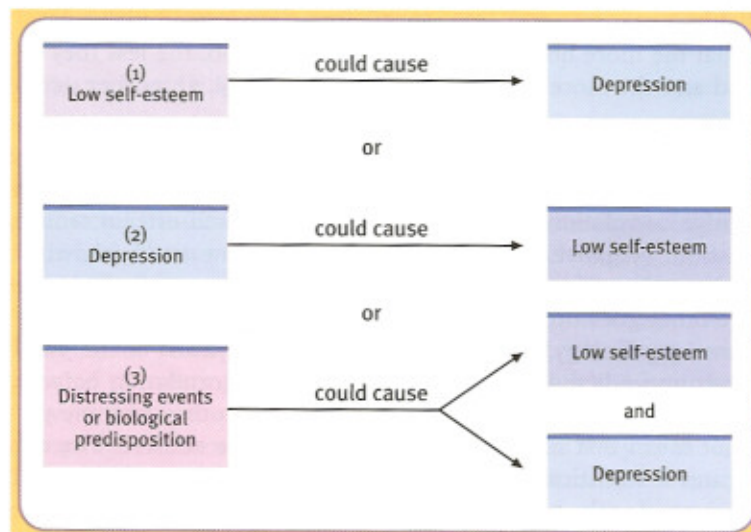 (1)
Low self-esteem
could cause
Depression
or
(2)
Depression
could cause
Low self-esteem
or
(3)
Distressing events
or biological
predisposition
could cause
Low self-esteem
and
Depression